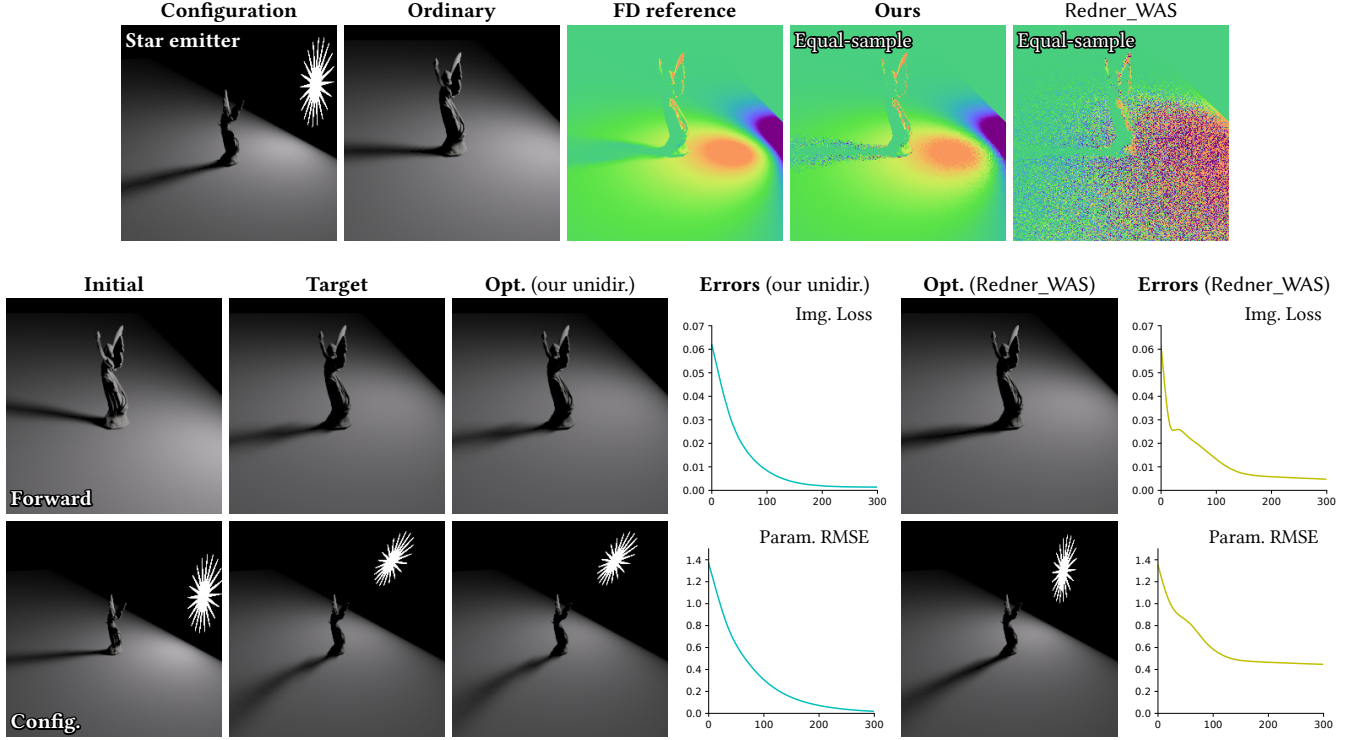 Configuration
Ordinary
FD reference
Ours
Redner_WAS
Star emitter
Equal-sample
Equal-sample
Initial
Target
Opt. (our unidir.)
Errors (our unidir.)
Opt. (Redner_WAS)
Errors (Redner_WAS)
Forward
Img. Loss
0.07
0.06
0.05
0.04
0.03
0.02
0.01
0.00
0
100
200
300
Img. Loss
0.07
0.06
0.05
0.04
0.03
0.02
0.01
0.00
0
100
200
300
Config.
Param. RMSE
1.4
1.2
1.0
0.8
0.6
0.4
0.2
0.0
0
100
200
300
Param. RMSE
1.4
1.2
1.0
0.8
0.6
0.4
0.2
0.0
0
100
200
300